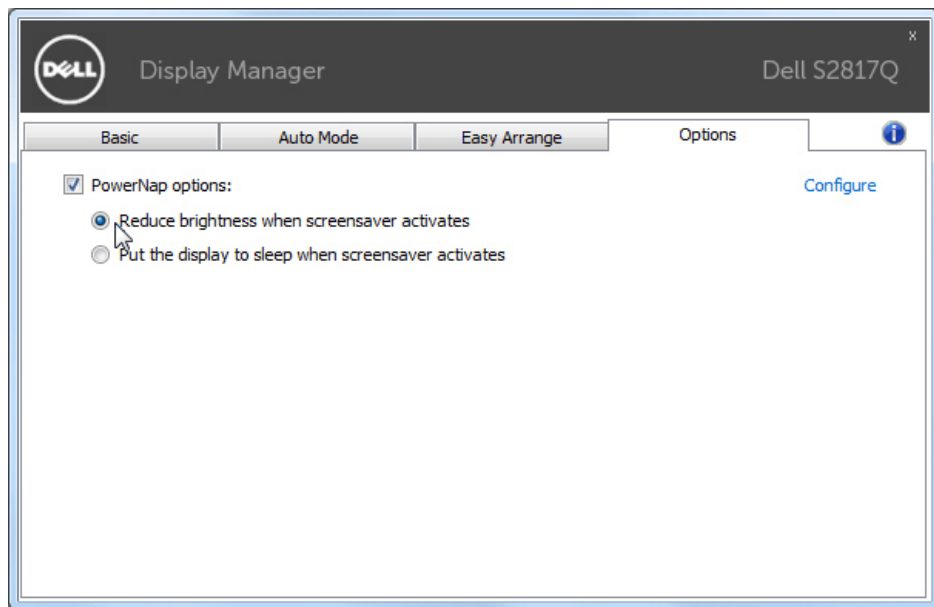 x
DELL Display Manager Dell S2817Q
Basic Auto Mode Easy Arrange Options i
PowerNap options: Configure
Reduce brightness when screensaver activates
Put the display to sleep when screensaver activates